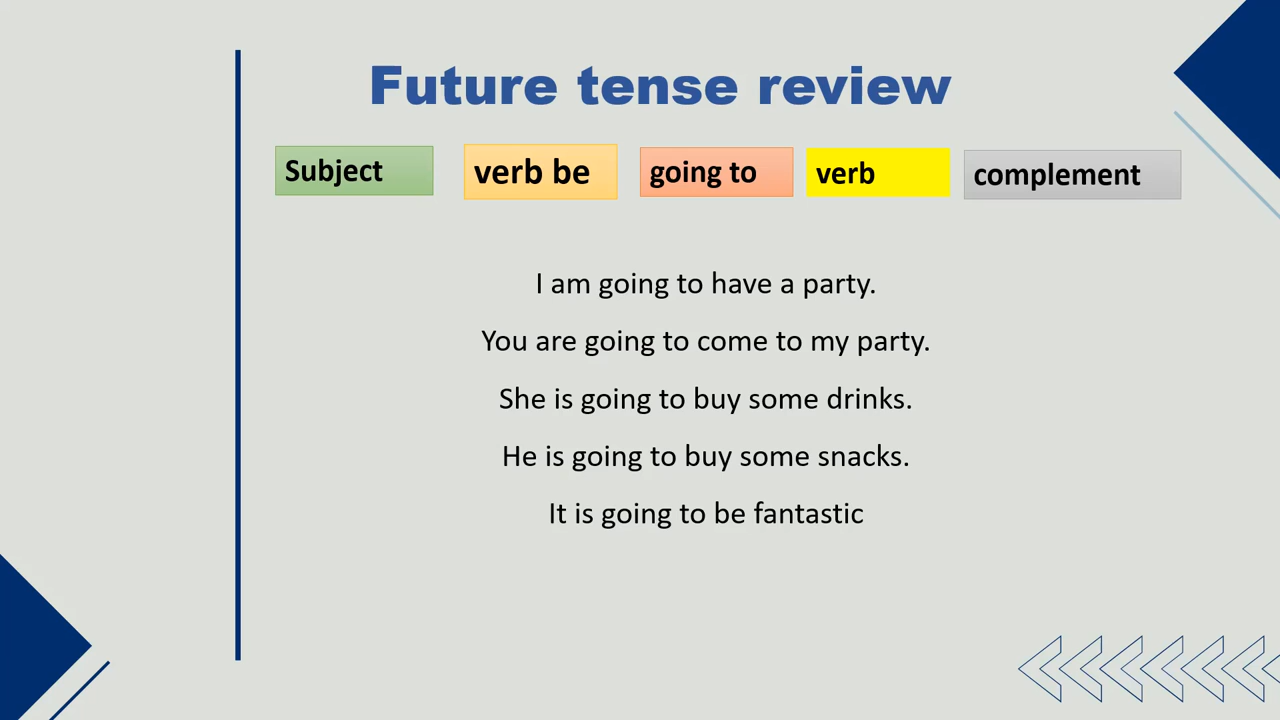 Future tense review
Subject verb be going to verb complement
I am going to have a party.
You are going to come to my party.
She is going to buy some drinks.
He is going to buy some snacks.
It is going to be fantastic